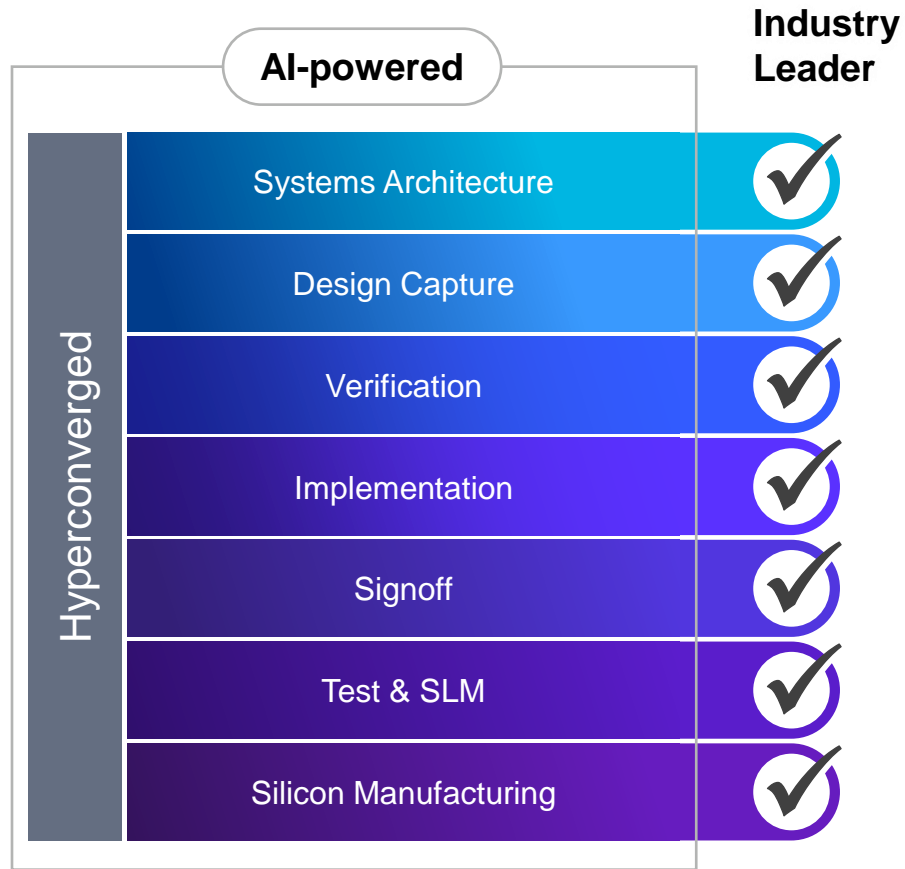 AI-powered
Industry
Leader
Hyperconverged
Systems Architecture
Design Capture
Verification
Implementation
Signoff
Test & SLM
Silicon Manufacturing